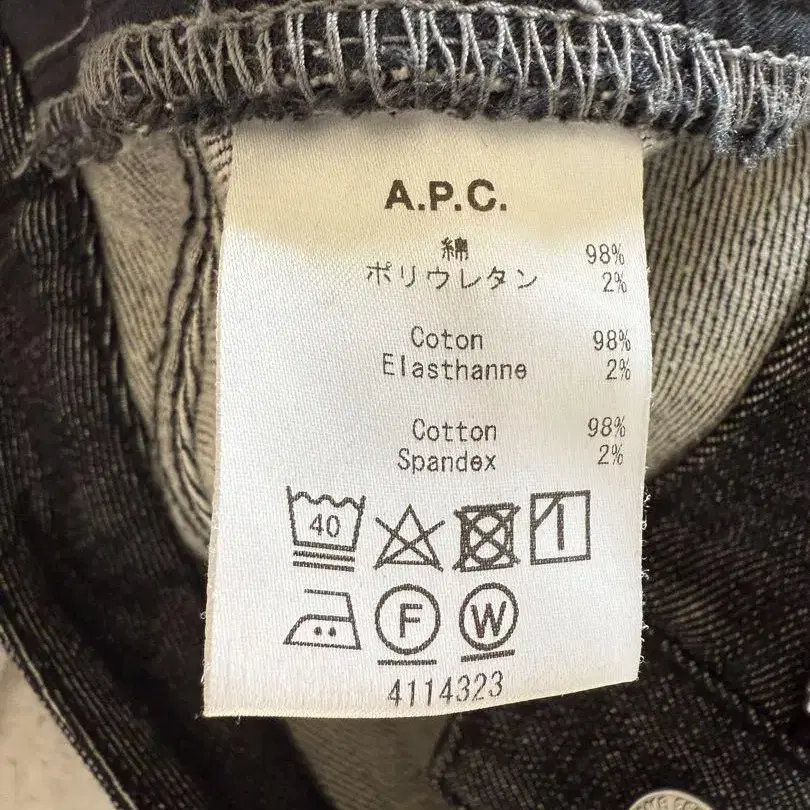 A.P.C.
綿 98%
ポリウレタン 2%
Coton 98%
Elasthanne 2%
Cotton 98%
Spandex 2%
40
F W
4114323